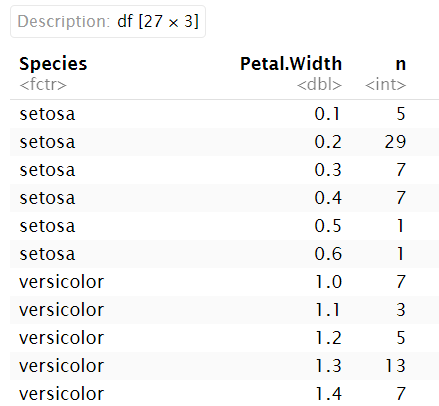 Description: df [27 × 3]
Species Petal.Width n
<fctr> <dbl> <int>
setosa 0.1 5
setosa 0.2 29
setosa 0.3 7
setosa 0.4 7
setosa 0.5 1
setosa 0.6 1
versicolor 1.0 7
versicolor 1.1 3
versicolor 1.2 5
versicolor 1.3 13
versicolor 1.4 7